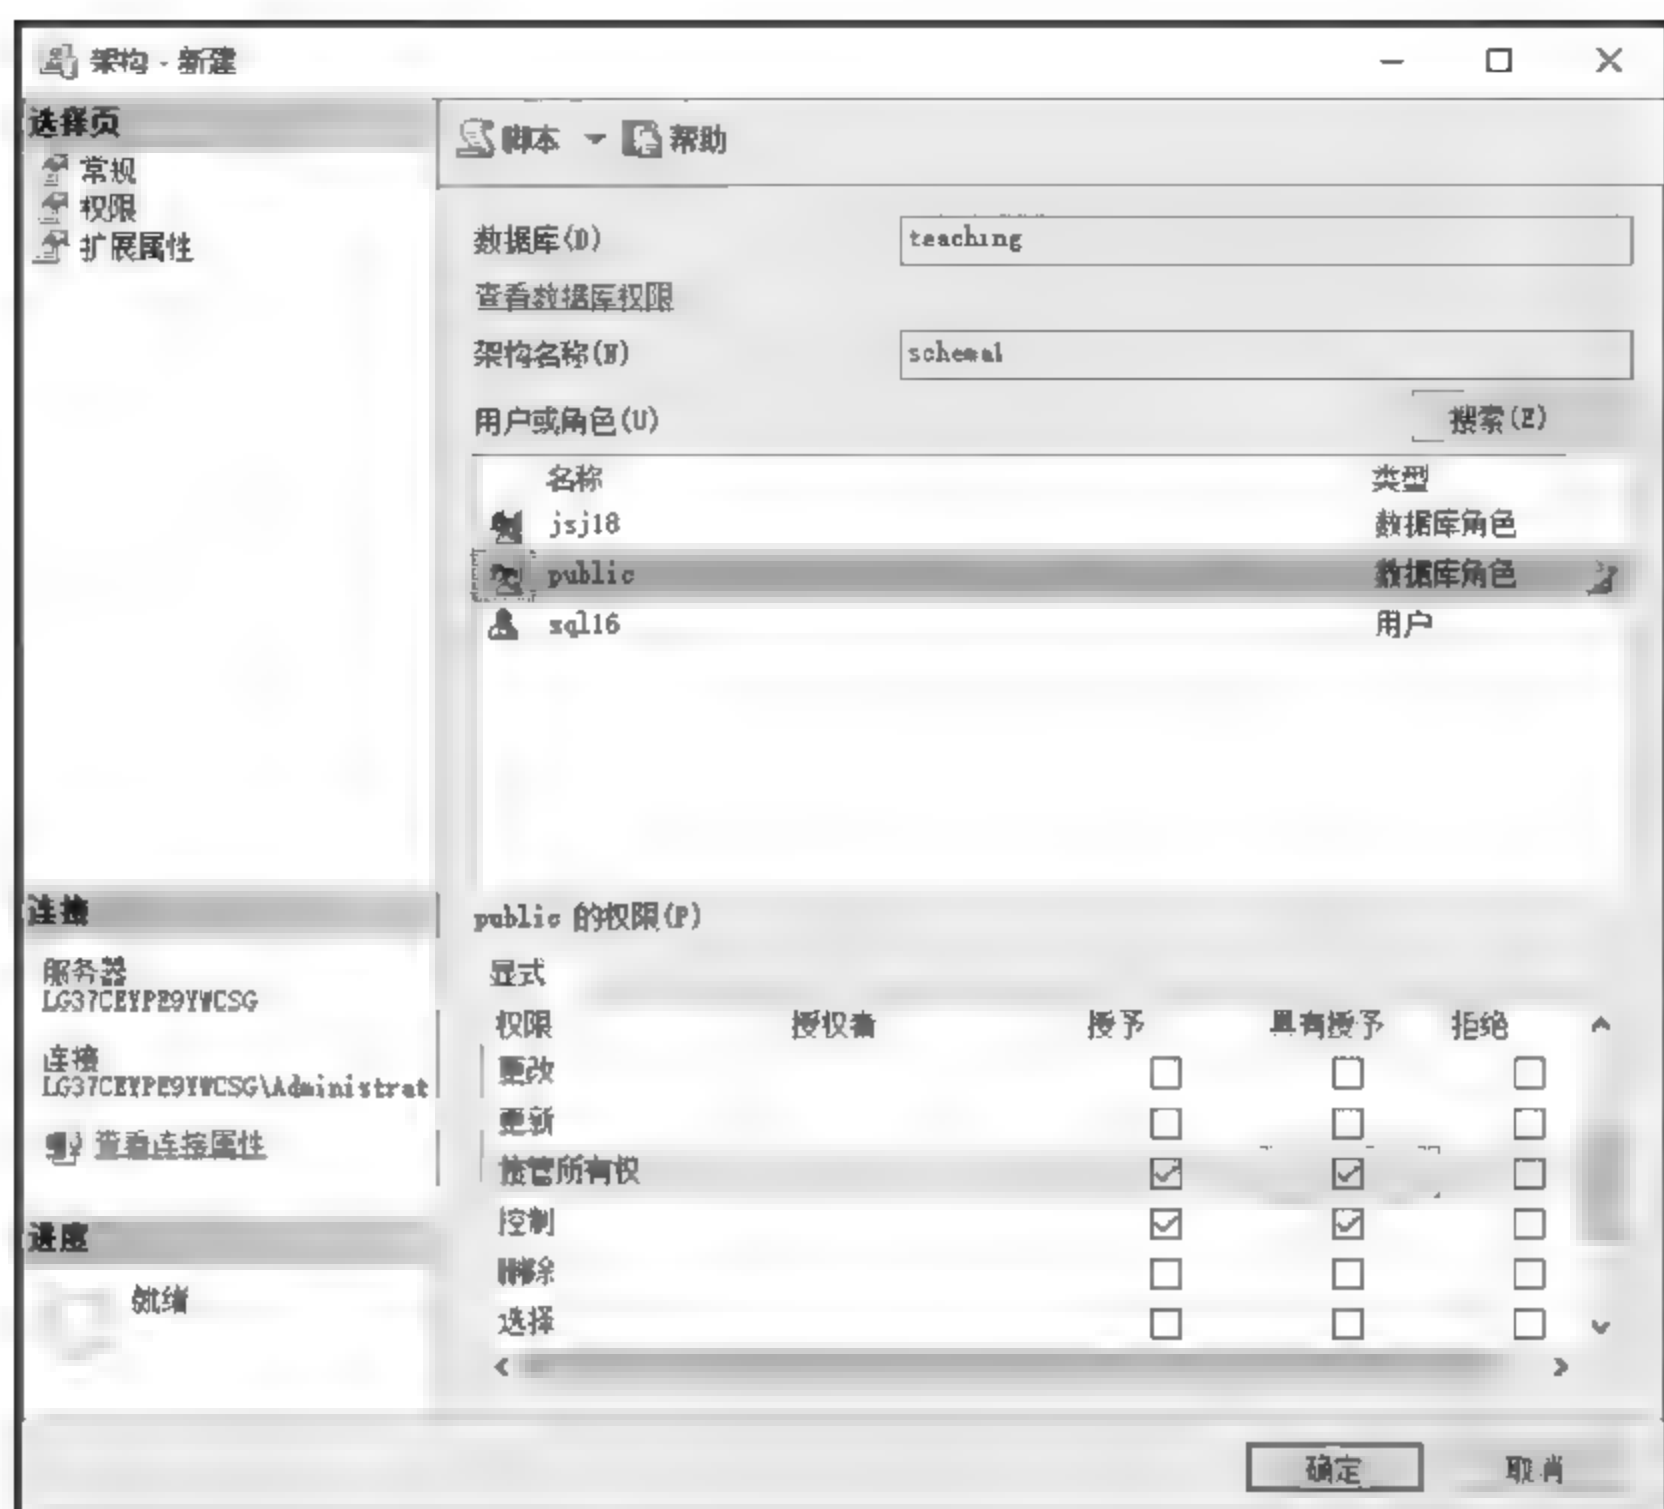 架构 - 新建
选择页
常规
权限
扩展属性
脚本 帮助
数据库(D) teaching
查看数据库权限
架构名称(N) schema1
用户或角色(U) 搜索(E)
名称 类型
jsj18 数据库角色
public 数据库角色
sql16 用户
public 的权限(P)
显式
权限 授权者 授予 具有授予 拒绝
更改
更新
接管所有权
控制
删除
选择
连接
服务器
LG37CEYPE9YWCSG
连接
LG37CEYPE9YWCSG\Administrat
查看连接属性
进度
就绪
确定 取消